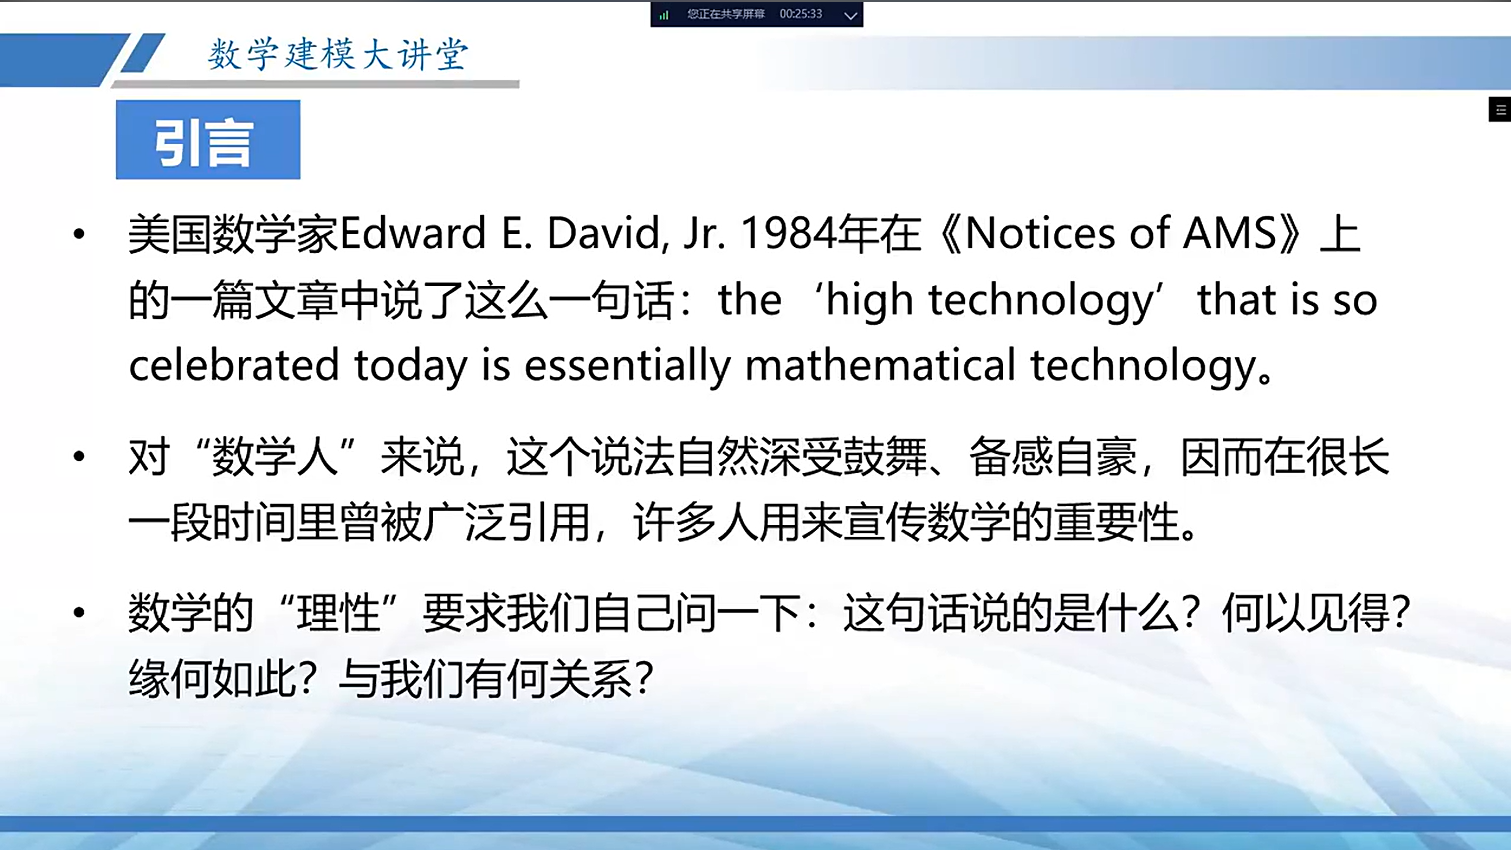 您正在共享屏幕 00:25:33
数学建模大讲堂
引言
• 美国数学家Edward E. David, Jr. 1984年在《Notices of AMS》上
的一篇文章中说了这么一句话：the ‘high technology’ that is so
celebrated today is essentially mathematical technology。
• 对“数学人”来说，这个说法自然深受鼓舞、备感自豪，因而在很长
一段时间里曾被广泛引用，许多人用来宣传数学的重要性。
• 数学的“理性”要求我们自己问一下：这句话说的是什么？何以见得？
缘何如此？与我们有何关系？